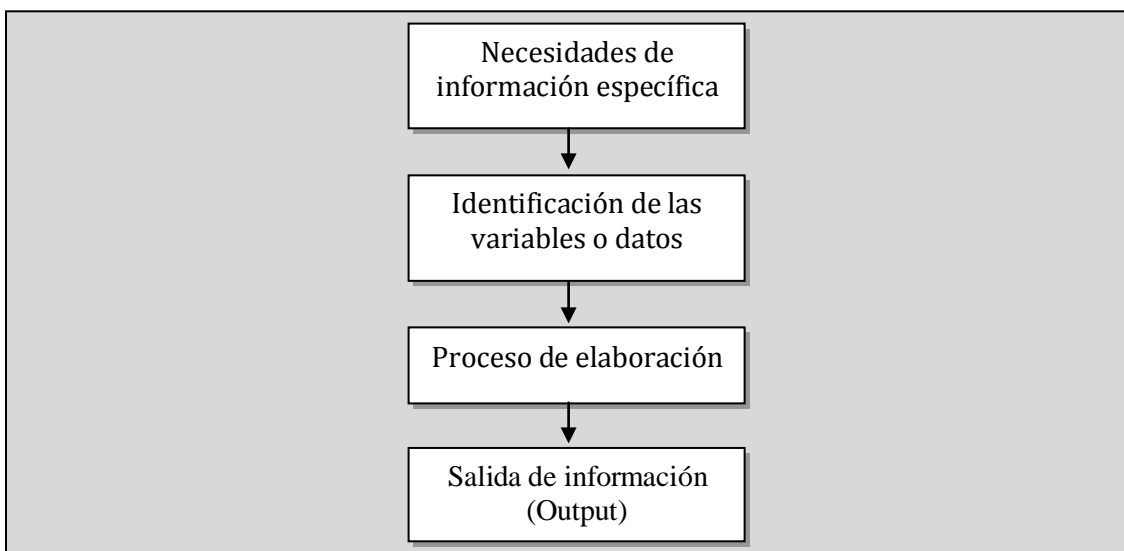 Necesidades de
información específica
Identificación de las
variables o datos
Proceso de elaboración
Salida de información
(Output)